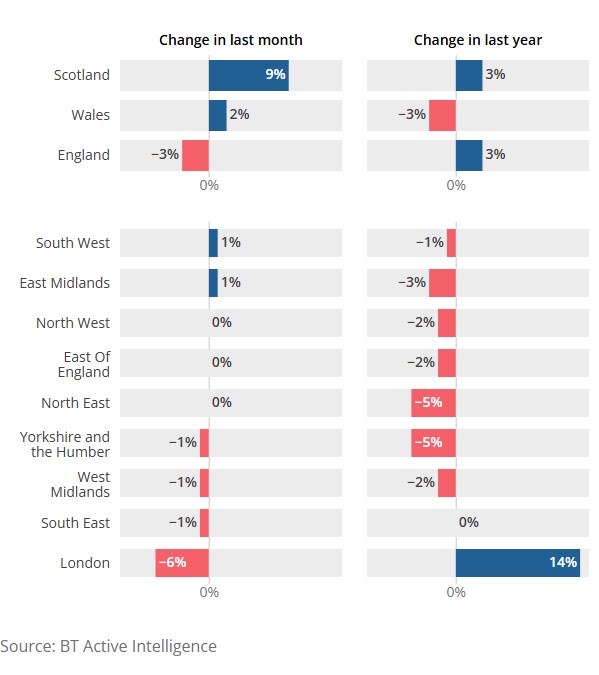 Change in last month Change in last year
Scotland 9% 3%
Wales 2% −3%
England −3% 3%
0% 0%
South West 1% −1%
East Midlands 1% −3%
North West 0% −2%
East Of
England 0% −2%
North East 0% −5%
Yorkshire and
the Humber −1% −5%
West
Midlands −1% −2%
South East −1% 0%
London −6% 14%
0% 0%
Source: BT Active Intelligence